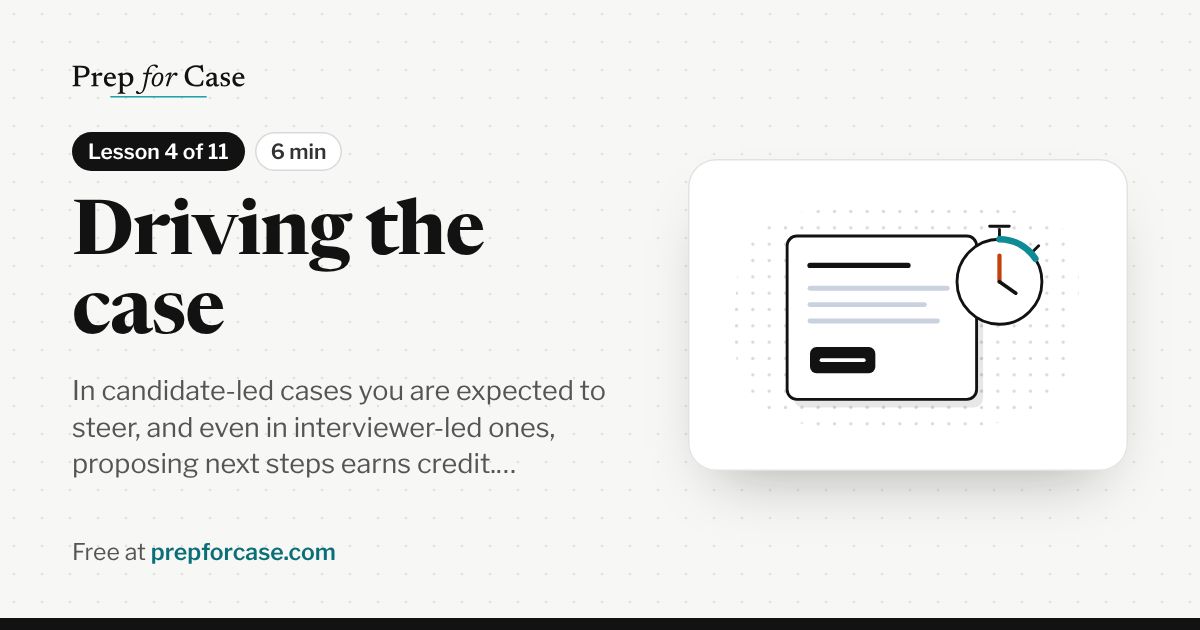 Prep for Case
Lesson 4 of 11
6 min
Driving the
case
In candidate-led cases you are expected to
steer, and even in interviewer-led ones,
proposing next steps earns credit.…
Free at prepforcase.com